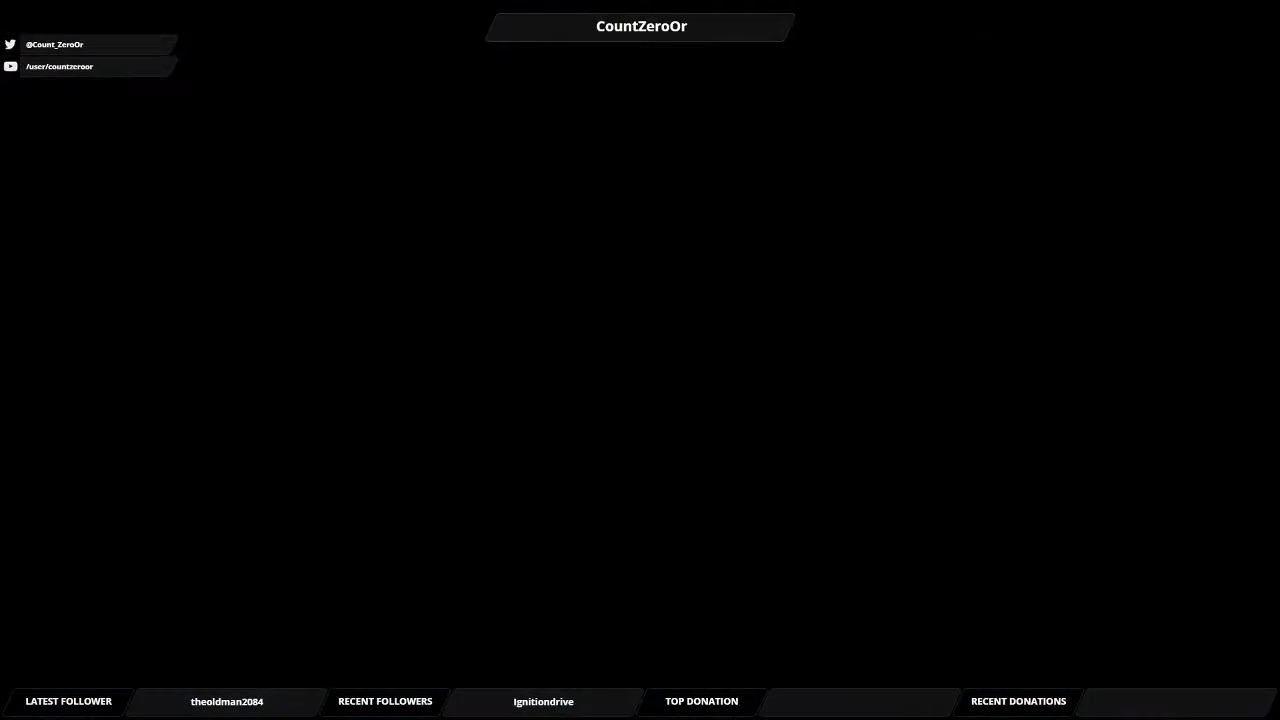 CountZeroOr
@Count_ZeroOr
/user/countzeroor
LATEST FOLLOWER theoldman2084 RECENT FOLLOWERS Ignitiondrive TOP DONATION RECENT DONATIONS